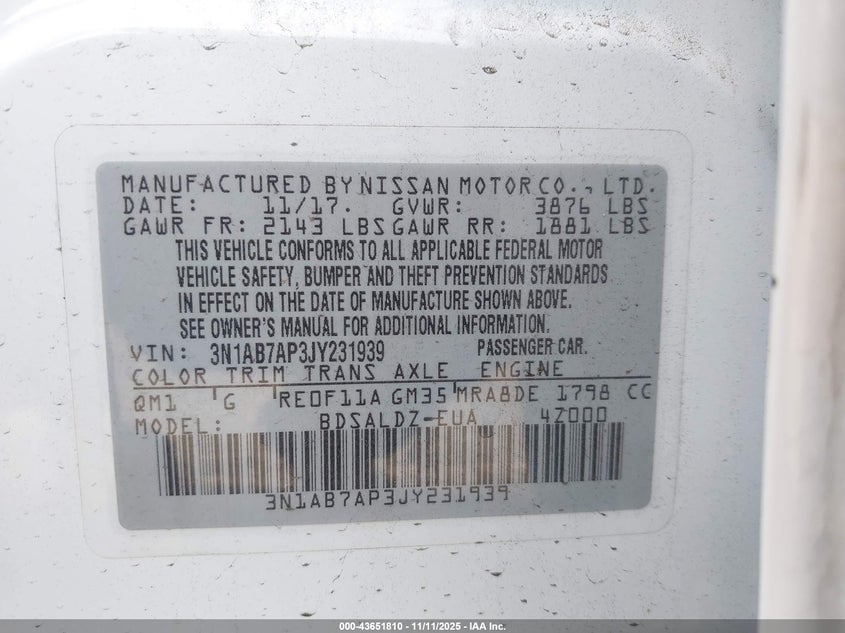 MANUFACTURED BY NISSAN MOTOR CO., LTD.
DATE: 11/17. GVWR: 3876 LBS
GAWR FR: 2143 LBS GAWR RR: 1881 LBS
THIS VEHICLE CONFORMS TO ALL APPLICABLE FEDERAL MOTOR
VEHICLE SAFETY, BUMPER AND THEFT PREVENTION STANDARDS
IN EFFECT ON THE DATE OF MANUFACTURE SHOWN ABOVE.
SEE OWNER'S MANUAL FOR ADDITIONAL INFORMATION.
VIN: 3N1AB7AP3JY231939 PASSENGER CAR.
COLOR TRIM TRANS AXLE ENGINE
QM1 G RE0F11A GM35 MRA8DE 1798 CC
MODEL: BDSALDZ-EUA 4Z000
3N1AB7AP3JY231939
000-43651810 - 11/11/2025 - IAA Inc.